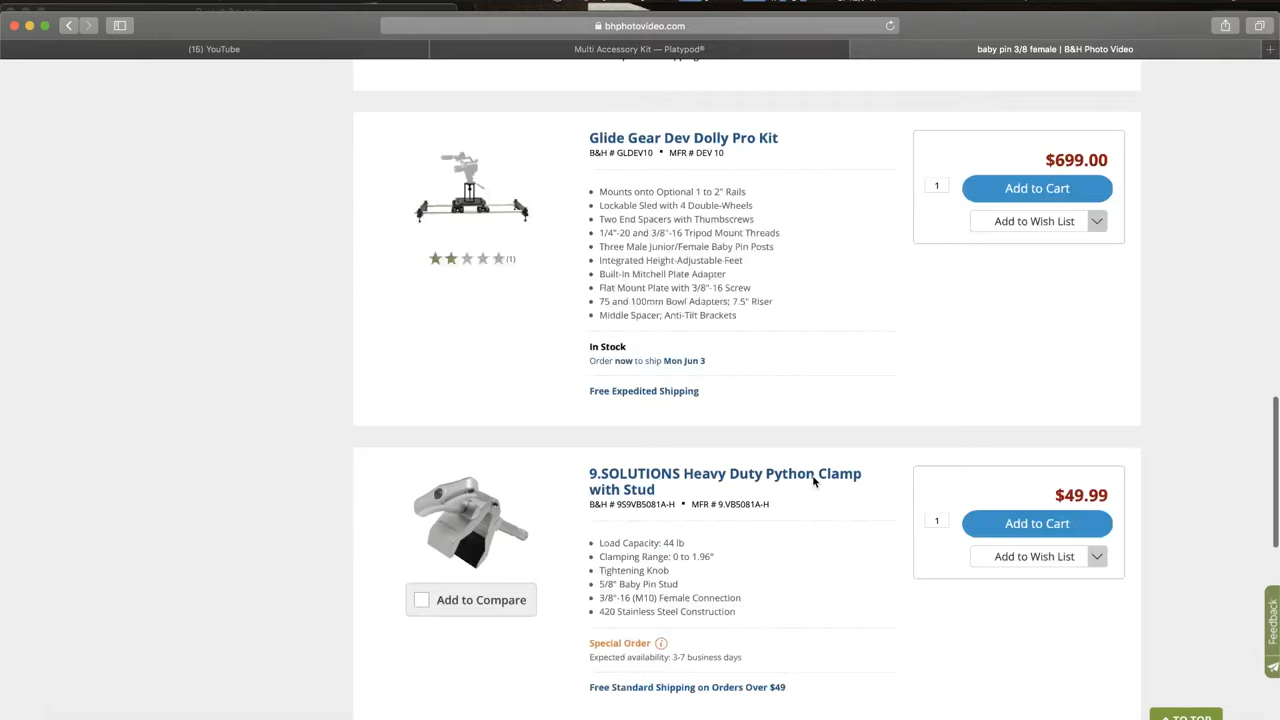 bhphotovideo.com
(15) YouTube
Multi Accessory Kit — Platypod®
baby pin 3/8 female | B&H Photo Video
Glide Gear Dev Dolly Pro Kit
B&H # GLDEV10 • MFR # DEV 10
Mounts onto Optional 1 to 2" Rails
Lockable Sled with 4 Double-Wheels
Two End Spacers with Thumbscrews
1/4"-20 and 3/8"-16 Tripod Mount Threads
Three Male Junior/Female Baby Pin Posts
Integrated Height-Adjustable Feet
Built-In Mitchell Plate Adapter
Flat Mount Plate with 3/8"-16 Screw
75 and 100mm Bowl Adapters; 7.5" Riser
Middle Spacer; Anti-Tilt Brackets
(1)
In Stock
Order now to ship Mon Jun 3
Free Expedited Shipping
$699.00
1
Add to Cart
Add to Wish List
9.SOLUTIONS Heavy Duty Python Clamp
with Stud
B&H # 9S9VB5081A-H • MFR # 9.VB5081A-H
Load Capacity: 44 lb
Clamping Range: 0 to 1.96"
Tightening Knob
5/8" Baby Pin Stud
3/8"-16 (M10) Female Connection
420 Stainless Steel Construction
Add to Compare
Special Order
Expected availability: 3-7 business days
Free Standard Shipping on Orders Over $49
$49.99
1
Add to Cart
Add to Wish List
Feedback
TO TOP